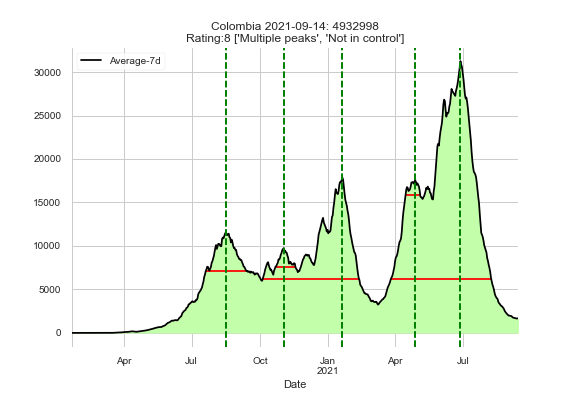 Colombia 2021-09-14: 4932998
Rating:8 ['Multiple peaks', 'Not in control']
Average-7d
30000
25000
20000
15000
10000
5000
0
Apr Jul Oct Jan Apr Jul
2021
Date